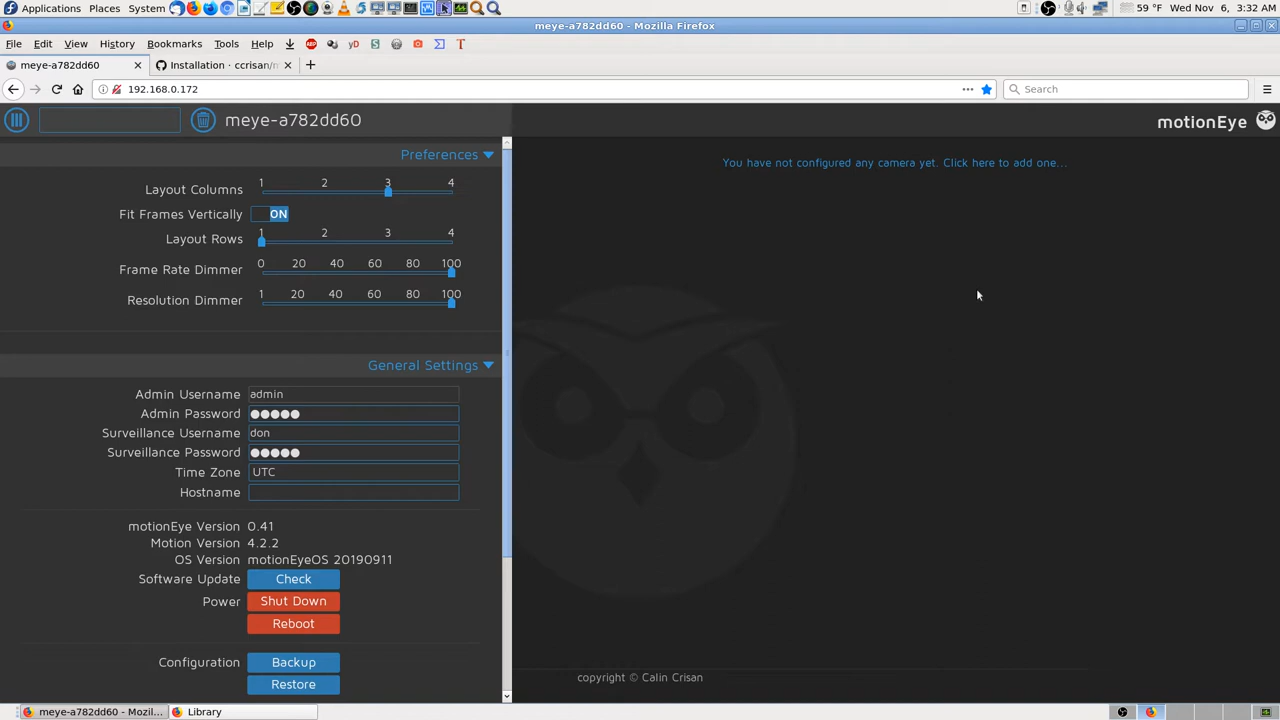 Applications Places System 59 °F Wed Nov 6, 3:32 AM
meye-a782dd60 - Mozilla Firefox
File Edit View History Bookmarks Tools Help
meye-a782dd60 Installation · ccrisan/m
192.168.0.172 Search
meye-a782dd60 motionEye
Preferences
You have not configured any camera yet. Click here to add one...
Layout Columns 1 2 3 4
Fit Frames Vertically ON
Layout Rows 1 2 3 4
Frame Rate Dimmer 0 20 40 60 80 100
Resolution Dimmer 1 20 40 60 80 100
General Settings
Admin Username admin
Admin Password ●●●●●
Surveillance Username don
Surveillance Password ●●●●●
Time Zone UTC
Hostname
motionEye Version 0.41
Motion Version 4.2.2
OS Version motionEyeOS 20190911
Software Update Check
Power Shut Down
Reboot
Configuration Backup
Restore
copyright © Calin Crisan
meye-a782dd60 - Mozil... Library